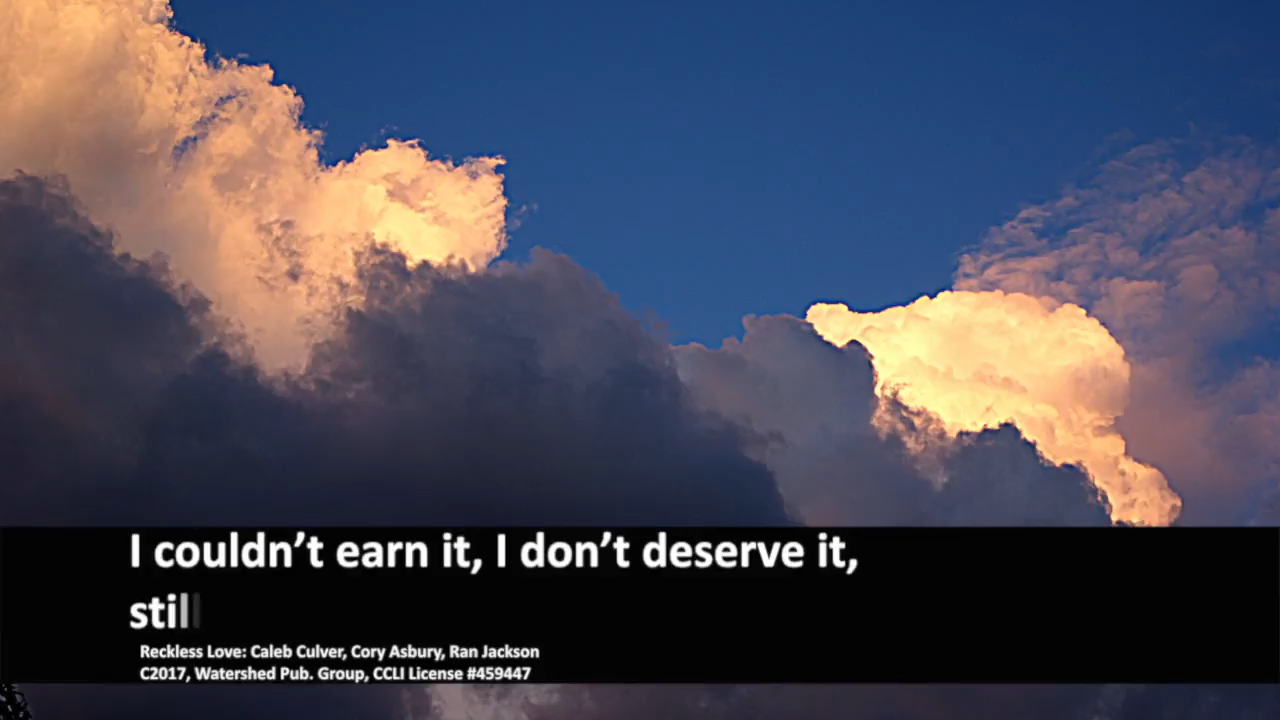 I couldn’t earn it, I don’t deserve it,
still
Reckless Love: Caleb Culver, Cory Asbury, Ran Jackson
C2017, Watershed Pub. Group, CCLI License #459447